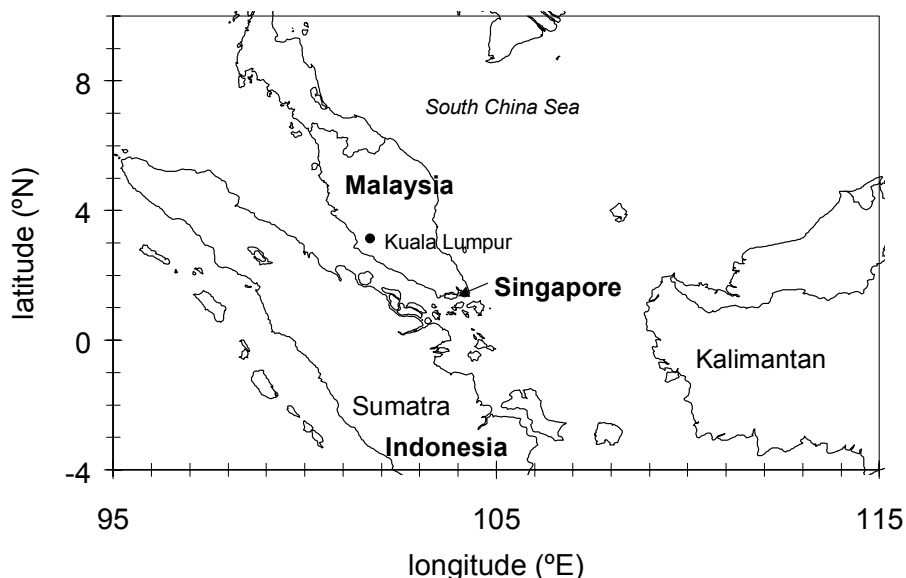 8
South China Sea
Malaysia
4
Kuala Lumpur
Singapore
latitude (ºN)
0
Kalimantan
Sumatra
Indonesia
-4
95
105
115
longitude (ºE)